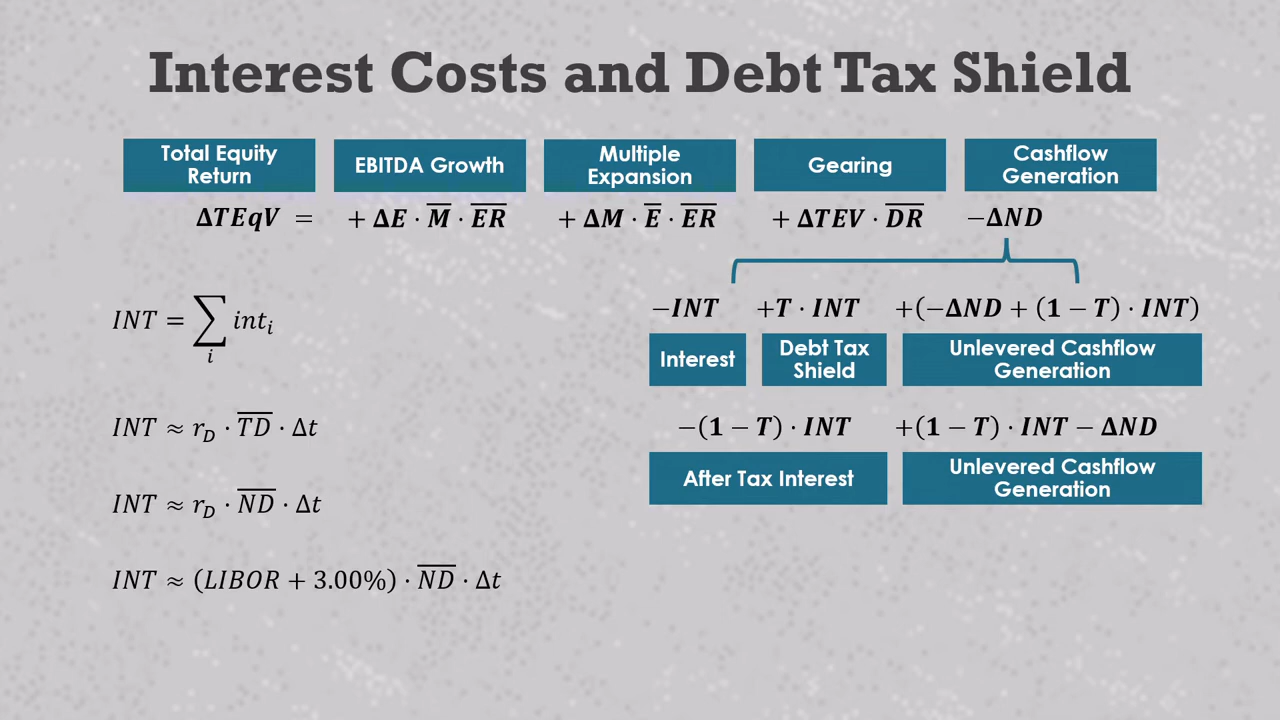 Interest Costs and Debt Tax Shield
Total Equity
Return
EBITDA Growth
Multiple
Expansion
Gearing
Cashflow
Generation
ΔTEqV = + ΔE · M̅ · E̅R̅ + ΔM · E̅ · E̅R̅ + ΔTEV · D̅R̅ −ΔND
INT = ∑ᵢ intᵢ
−INT +T · INT +(−ΔND + (1 − T) · INT)
Interest
Debt Tax
Shield
Unlevered Cashflow
Generation
INT ≈ r_D · T̅D̅ · Δt
−(1 − T) · INT +(1 − T) · INT − ΔND
After Tax Interest
Unlevered Cashflow
Generation
INT ≈ r_D · N̅D̅ · Δt
INT ≈ (LIBOR + 3.00%) · N̅D̅ · Δt